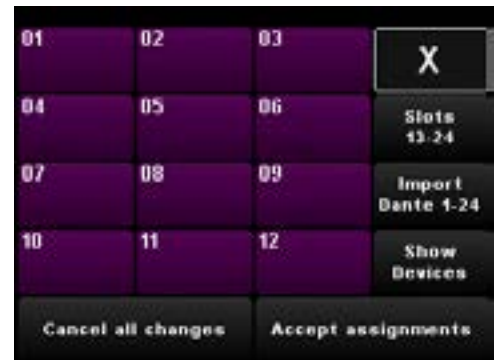 01 02 03 X
04 05 06 Slots
13-24
07 08 09 Import
Dante 1-24
10 11 12 Show
Devices
Cancel all changes Accept assignments